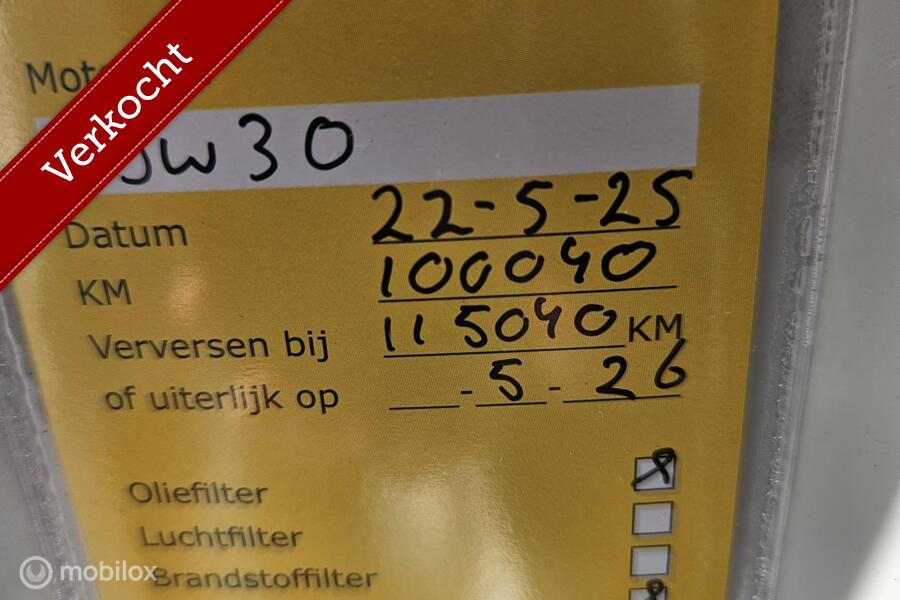 Verkocht
W30
Datum 22-5-25
KM 100040
Verversen bij 115040 KM
of uiterlijk op - 5 - 26
Oliefilter
Luchtfilter
Brandstoffilter
mobilox